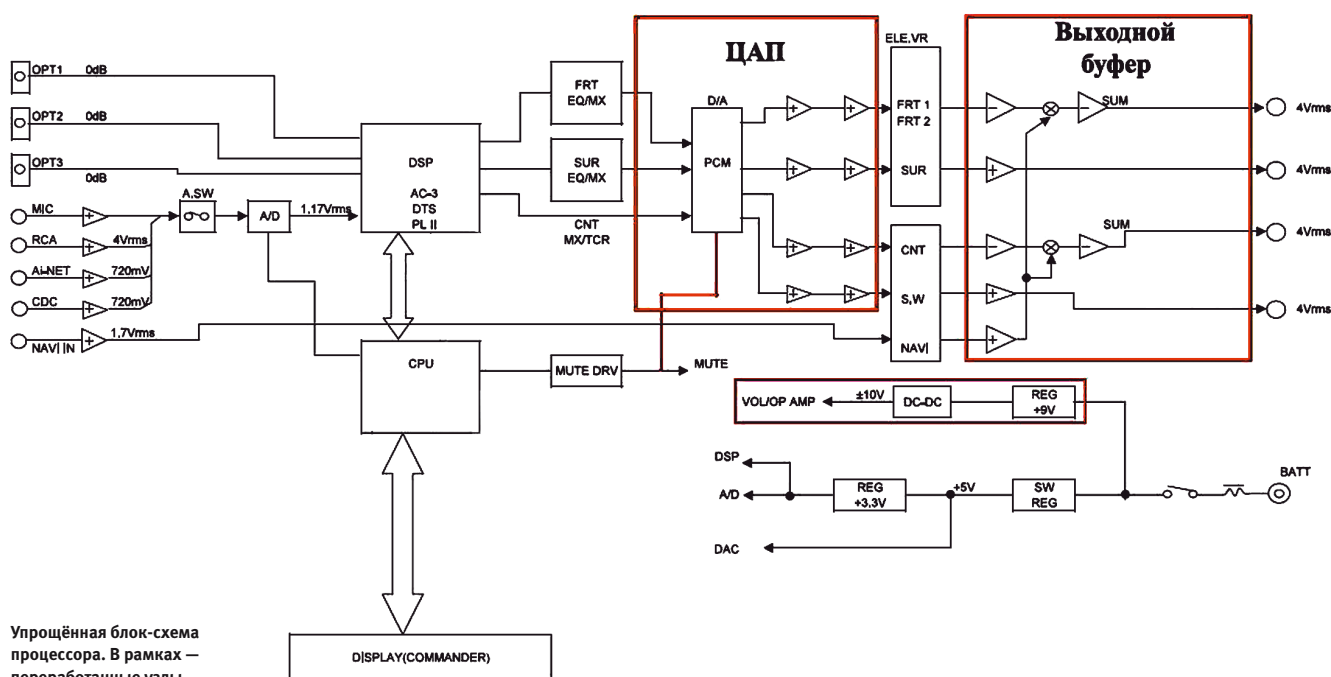 ЦАП
Выходной
буфер
ELE.VR
OPT1 0dB
OPT2 0dB
OPT3
0dB
MIC
RCA
4Vrms
Ai-NET
720mV
CDC
720mV
NAVI IN
1,7Vrms
A.SW
A/D
1,17Vrms
DSP
AC-3
DTS
PL II
FRT
EQ/MX
SUR
EQ/MX
CNT
MX/TCR
D/A
PCM
FRT 1
FRT 2
SUR
CNT
S,W
NAVI
SUM
4Vrms
4Vrms
SUM
4Vrms
4Vrms
CPU
MUTE DRV
MUTE
VOL/OP AMP
±10V
DC-DC
REG
+9V
DSP
A/D
REG
+3,3V
+5V
SW
REG
BATT
DAC
DISPLAY(COMMANDER)
Упрощённая блок-схема
процессора. В рамках —
переработанные узлы